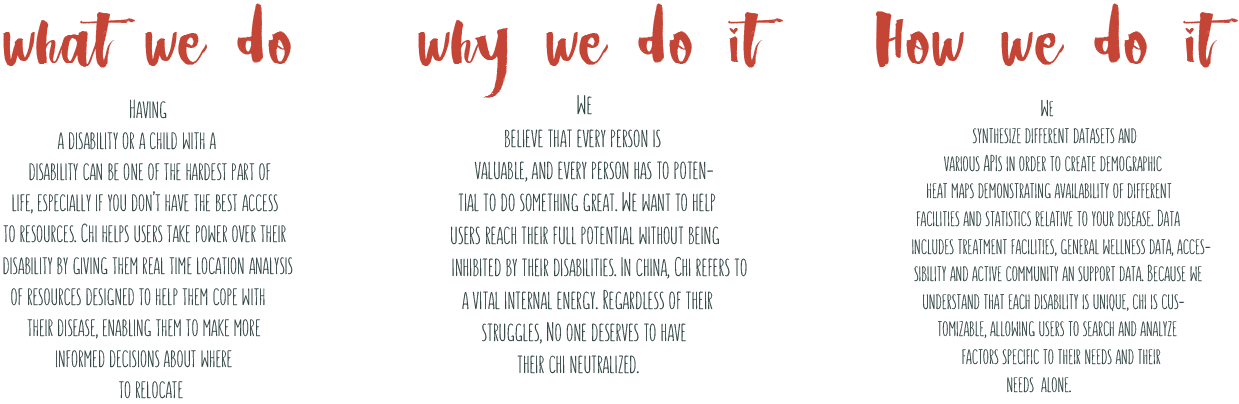 what we do
Having
a disability or a child with a
disability can be one of the hardest part of
life, especially if you don't have the best access
to resources. Chi helps users take power over their
disability by giving them real time location analysis
of resources designed to help them cope with
their disease, enabling them to make more
informed decisions about where
to relocate
why we do it
We
believe that every person is
valuable, and every person has to poten-
tial to do something great. We want to help
users reach their full potential without being
inhibited by their disabilities. In china, Chi refers to
a vital internal energy. Regardless of their
struggles, No one deserves to have
their chi neutralized.
How we do it
We
synthesize different datasets and
various APIs in order to create demographic
heat maps demonstrating availability of different
facilities and statistics relative to your disease. Data
includes treatment facilities, general wellness data, acces-
sibility and active community an support data. Because we
understand that each disability is unique, chi is cus-
tomizable, allowing users to search and analyze
factors specific to their needs and their
needs alone.